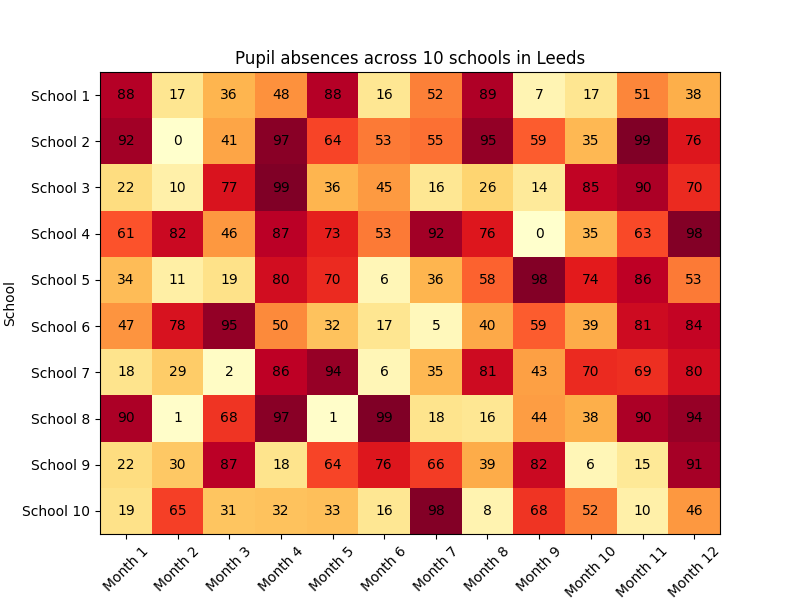 Pupil absences across 10 schools in Leeds
School 1 88 17 36 48 88 16 52 89 7 17 51 38
School 2 92 0 41 97 64 53 55 95 59 35 99 76
School 3 22 10 77 99 36 45 16 26 14 85 90 70
School 4 61 82 46 87 73 53 92 76 0 35 63 98
School 5 34 11 19 80 70 6 36 58 98 74 86 53
School 6 47 78 95 50 32 17 5 40 59 39 81 84
School 7 18 29 2 86 94 6 35 81 43 70 69 80
School 8 90 1 68 97 1 99 18 16 44 38 90 94
School 9 22 30 87 18 64 76 66 39 82 6 15 91
School 10 19 65 31 32 33 16 98 8 68 52 10 46
Month 1 Month 2 Month 3 Month 4 Month 5 Month 6 Month 7 Month 8 Month 9 Month 10 Month 11 Month 12
School